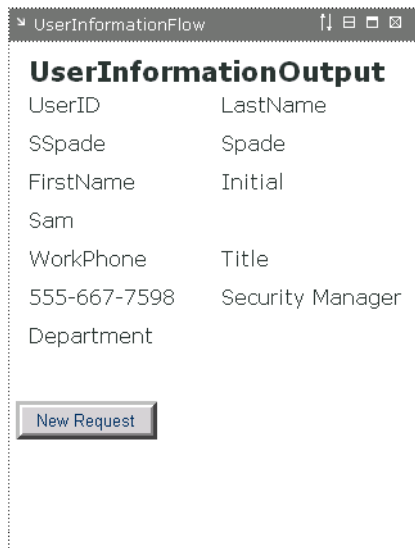 UserInformationFlow
UserInformationOutput
UserID LastName
SSpade Spade
FirstName Initial
Sam
WorkPhone Title
555-667-7598 Security Manager
Department
New Request